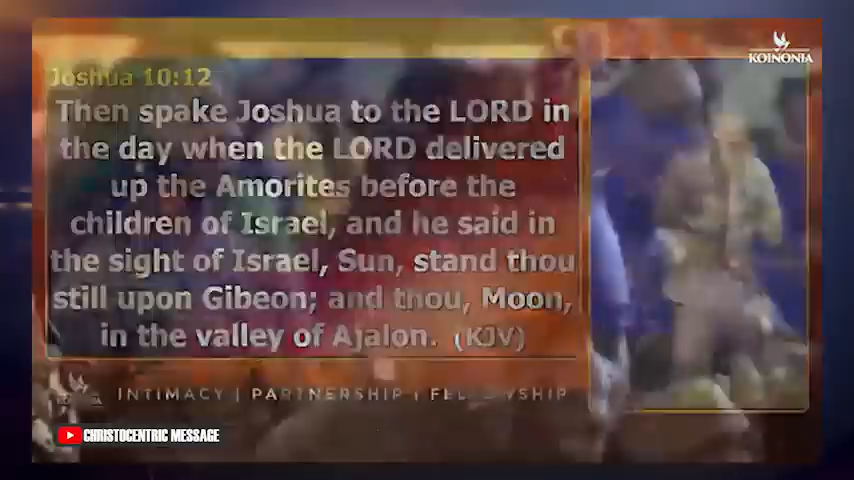 KOINONIA
Joshua 10:12
Then spake Joshua to the LORD in
the day when the LORD delivered
up the Amorites before the
children of Israel, and he said in
the sight of Israel, Sun, stand thou
still upon Gibeon; and thou, Moon,
in the valley of Ajalon. (KJV)
INTIMACY | PARTNERSHIP | FELLOWSHIP
CHRISTOCENTRIC MESSAGE